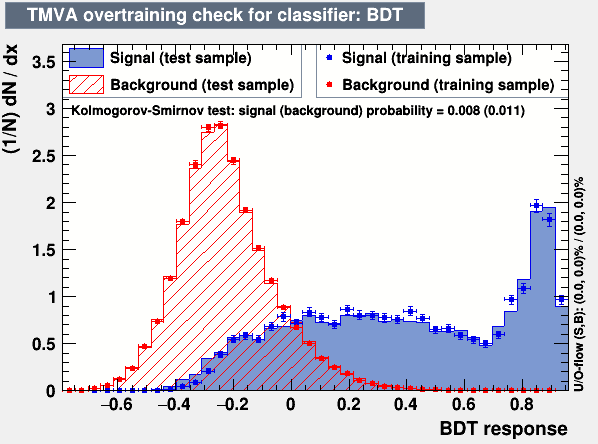 TMVA overtraining check for classifier: BDT
(1/N) dN / dx
Signal (test sample)
Background (test sample)
Signal (training sample)
Background (training sample)
Kolmogorov-Smirnov test: signal (background) probability = 0.008 (0.011)
3.5
3
2.5
2
1.5
1
0.5
0
−0.6 −0.4 −0.2 0 0.2 0.4 0.6 0.8
BDT response
U/O-flow (S,B): (0.0, 0.0)% / (0.0, 0.0)%